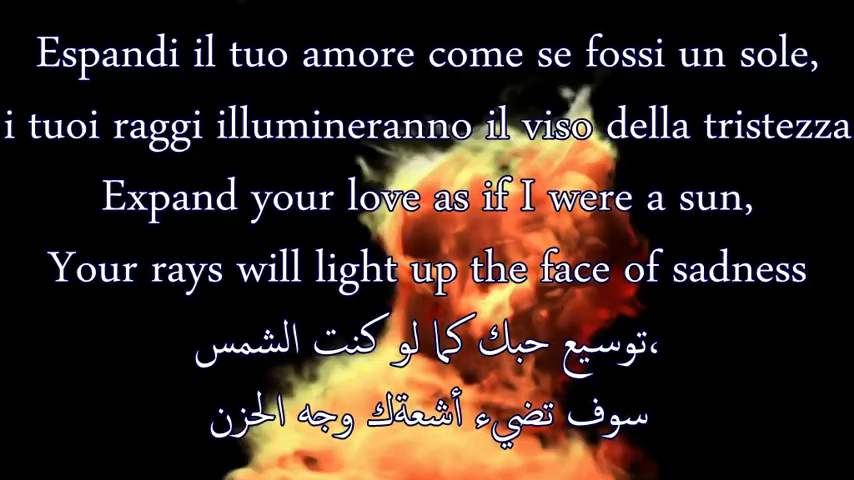 Espandi il tuo amore come se fossi un sole,
i tuoi raggi illumineranno il viso della tristezza
Expand your love as if I were a sun,
Your rays will light up the face of sadness
توسيع حبك كما لو كنت الشمس،
سوف تضيء أشعةك وجه الحزن